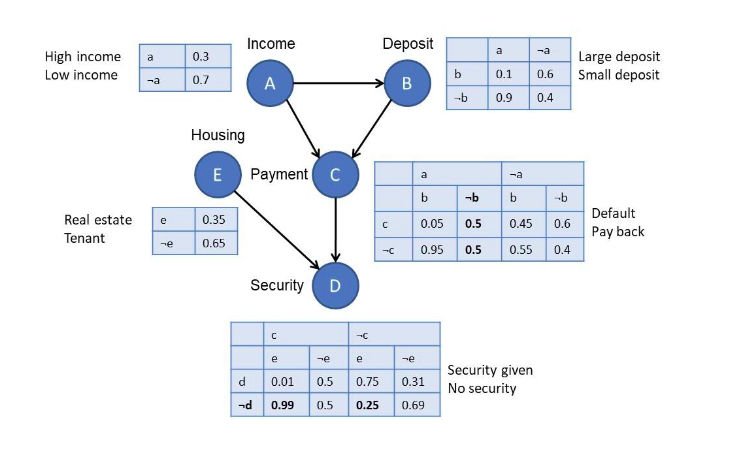 Income
Deposit
High income
Low income
a 0.3
¬a 0.7
A
B
a ¬a
b 0.1 0.6
¬b 0.9 0.4
Large deposit
Small deposit
Housing
E
Payment
C
Real estate
Tenant
e 0.35
¬e 0.65
a ¬a
b ¬b b ¬b
c 0.05 0.5 0.45 0.6
¬c 0.95 0.5 0.55 0.4
Default
Pay back
Security
D
c ¬c
e ¬e e ¬e
d 0.01 0.5 0.75 0.31
¬d 0.99 0.5 0.25 0.69
Security given
No security